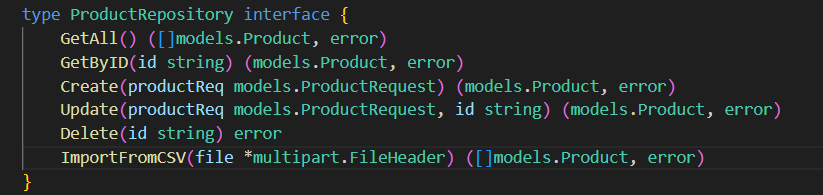 type ProductRepository interface {
    GetAll() ([]models.Product, error)
    GetByID(id string) (models.Product, error)
    Create(productReq models.ProductRequest) (models.Product, error)
    Update(productReq models.ProductRequest, id string) (models.Product, error)
    Delete(id string) error
    ImportFromCSV(file *multipart.FileHeader) ([]models.Product, error)
}